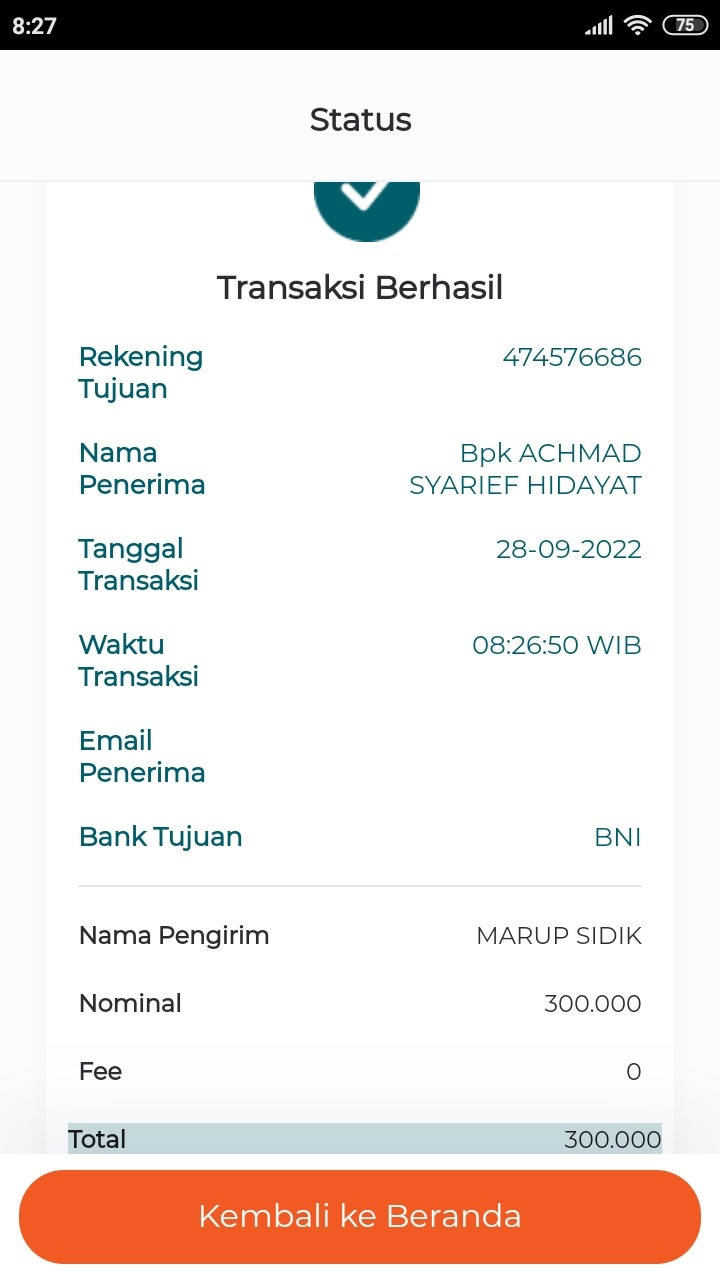 8:27
75
Status
Transaksi Berhasil
Rekening 474576686
Tujuan
Nama Bpk ACHMAD
Penerima SYARIEF HIDAYAT
Tanggal 28-09-2022
Transaksi
Waktu 08:26:50 WIB
Transaksi
Email
Penerima
Bank Tujuan BNI
Nama Pengirim MARUP SIDIK
Nominal 300.000
Fee 0
Total 300.000
Kembali ke Beranda